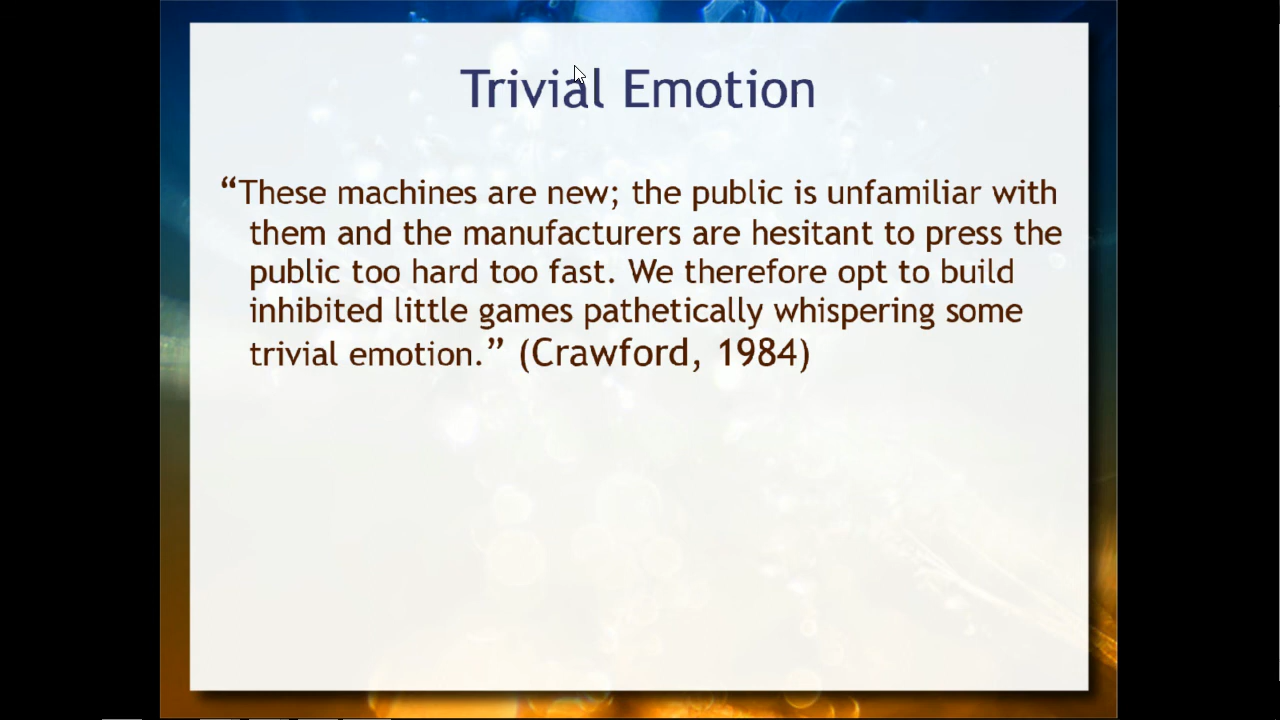 Trivial Emotion
“These machines are new; the public is unfamiliar with
them and the manufacturers are hesitant to press the
public too hard too fast. We therefore opt to build
inhibited little games pathetically whispering some
trivial emotion.” (Crawford, 1984)